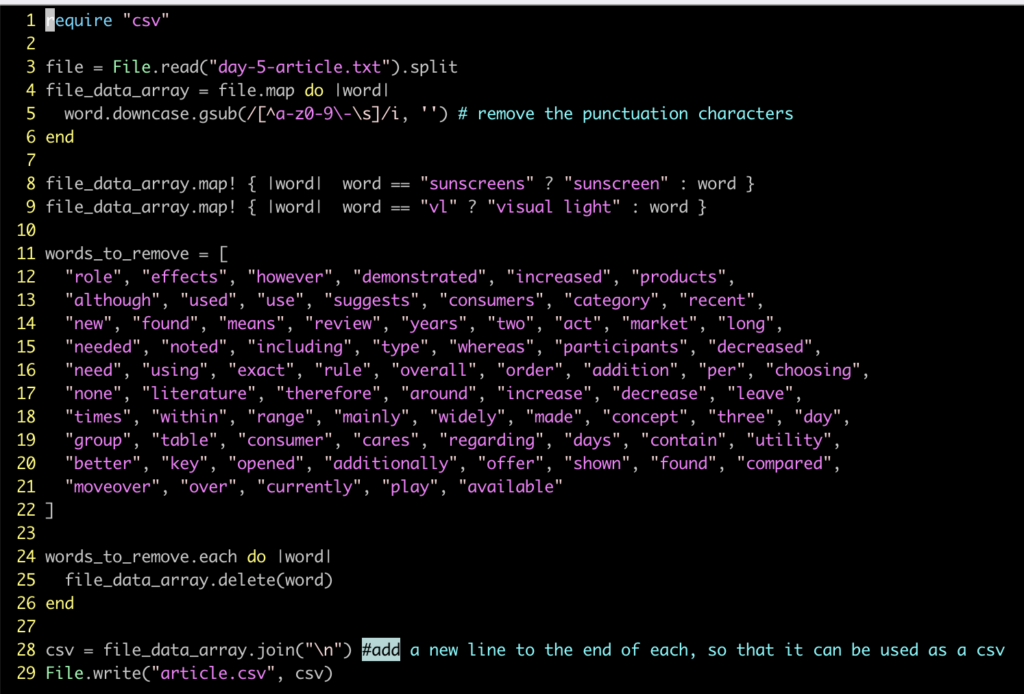 1 require "csv"
2
3 file = File.read("day-5-article.txt").split
4 file_data_array = file.map do |word|
5   word.downcase.gsub(/[^a-z0-9\-\s]/i, '') # remove the punctuation characters
6 end
7
8 file_data_array.map! { |word|  word == "sunscreens" ? "sunscreen" : word }
9 file_data_array.map! { |word|  word == "vl" ? "visual light" : word }
10
11 words_to_remove = [
12   "role", "effects", "however", "demonstrated", "increased", "products",
13   "although", "used", "use", "suggests", "consumers", "category", "recent",
14   "new", "found", "means", "review", "years", "two", "act", "market", "long",
15   "needed", "noted", "including", "type", "whereas", "participants", "decreased",
16   "need", "using", "exact", "rule", "overall", "order", "addition", "per", "choosing",
17   "none", "literature", "therefore", "around", "increase", "decrease", "leave",
18   "times", "within", "range", "mainly", "widely", "made", "concept", "three", "day",
19   "group", "table", "consumer", "cares", "regarding", "days", "contain", "utility",
20   "better", "key", "opened", "additionally", "offer", "shown", "found", "compared",
21   "moveover", "over", "currently", "play", "available"
22 ]
23
24 words_to_remove.each do |word|
25   file_data_array.delete(word)
26 end
27
28 csv = file_data_array.join("\n") #add a new line to the end of each, so that it can be used as a csv
29 File.write("article.csv", csv)